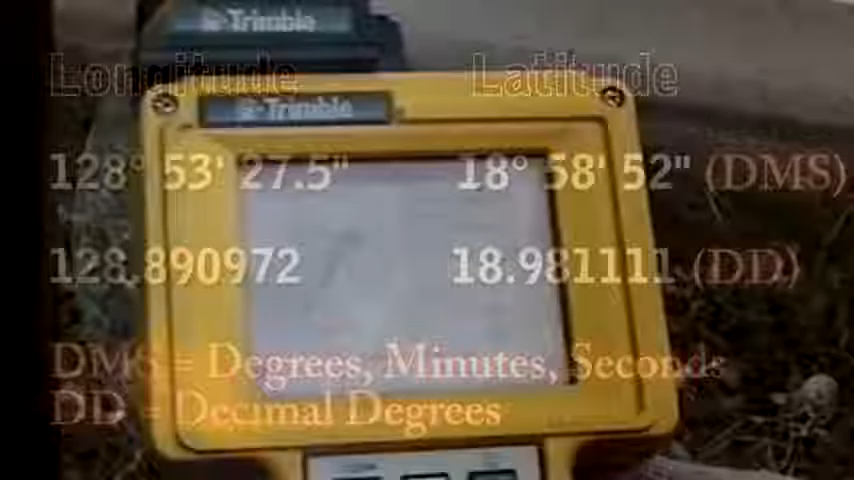 Trimble
Longitude Latitude
Trimble
128° 53' 27.5" 18° 58' 52" (DMS)
128.890972 18.981111 (DD)
DMS = Degrees, Minutes, Seconds
DD = Decimal Degrees